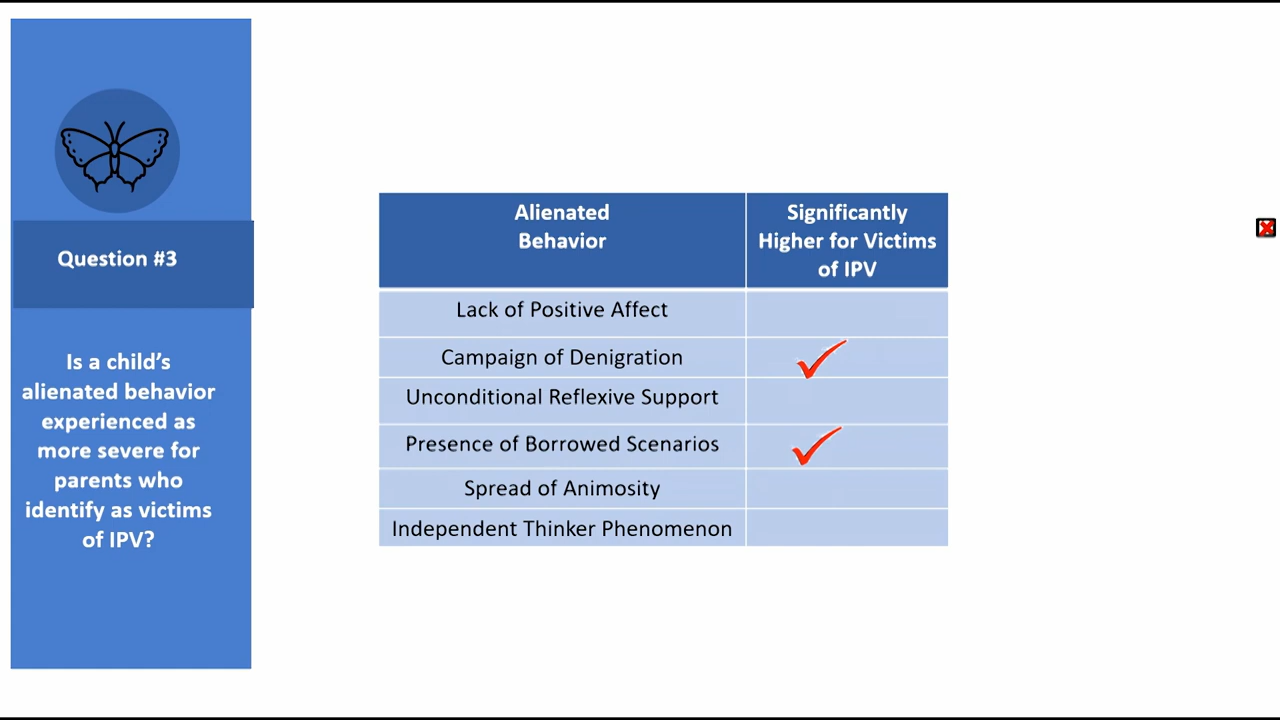 Question #3
Is a child's
alienated behavior
experienced as
more severe for
parents who
identify as victims
of IPV?
Alienated
Behavior
Significantly
Higher for Victims
of IPV
Lack of Positive Affect
Campaign of Denigration
Unconditional Reflexive Support
Presence of Borrowed Scenarios
Spread of Animosity
Independent Thinker Phenomenon